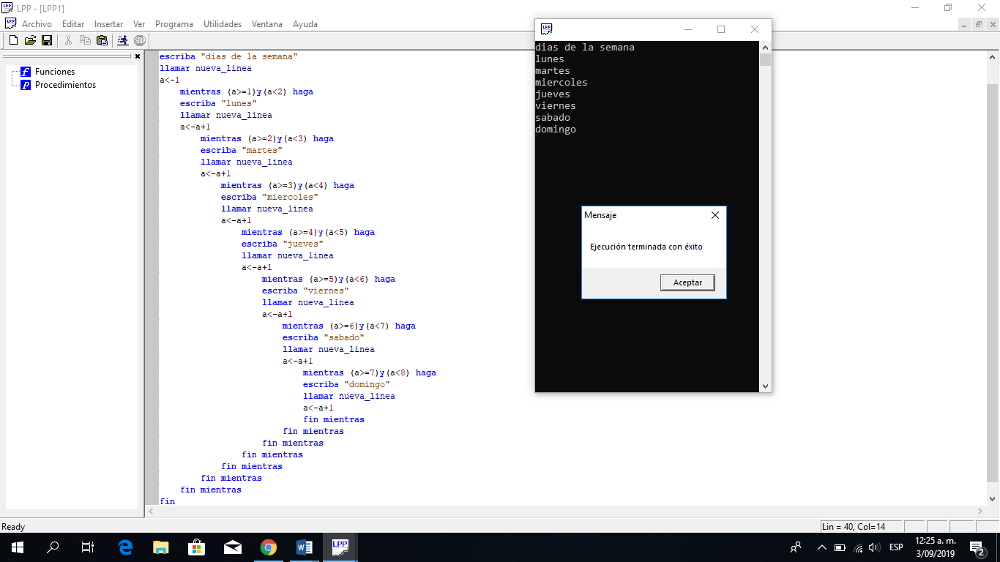 LPP - [LPP1]
Archivo Editar Insertar Ver Programa Utilidades Ventana Ayuda
Funciones
Procedimientos
escriba "dias de la semana"
llamar nueva_linea
a<-1
mientras (a>=1)y(a<2) haga
escriba "lunes"
llamar nueva_linea
a<-a+1
mientras (a>=2)y(a<3) haga
escriba "martes"
llamar nueva_linea
a<-a+1
mientras (a>=3)y(a<4) haga
escriba "miercoles"
llamar nueva_linea
a<-a+1
mientras (a>=4)y(a<5) haga
escriba "jueves"
llamar nueva_linea
a<-a+1
mientras (a>=5)y(a<6) haga
escriba "viernes"
llamar nueva_linea
a<-a+1
mientras (a>=6)y(a<7) haga
escriba "sabado"
llamar nueva_linea
a<-a+1
mientras (a>=7)y(a<8) haga
escriba "domingo"
llamar nueva_linea
a<-a+1
fin mientras
fin mientras
fin mientras
fin mientras
fin mientras
fin mientras
fin mientras
fin
LPP
dias de la semana
lunes
martes
miercoles
jueves
viernes
sabado
domingo
Mensaje
Ejecución terminada con éxito
Aceptar
Ready
Lin = 40, Col=14
LPP
ESP
12:25 a. m.
3/09/2019
2